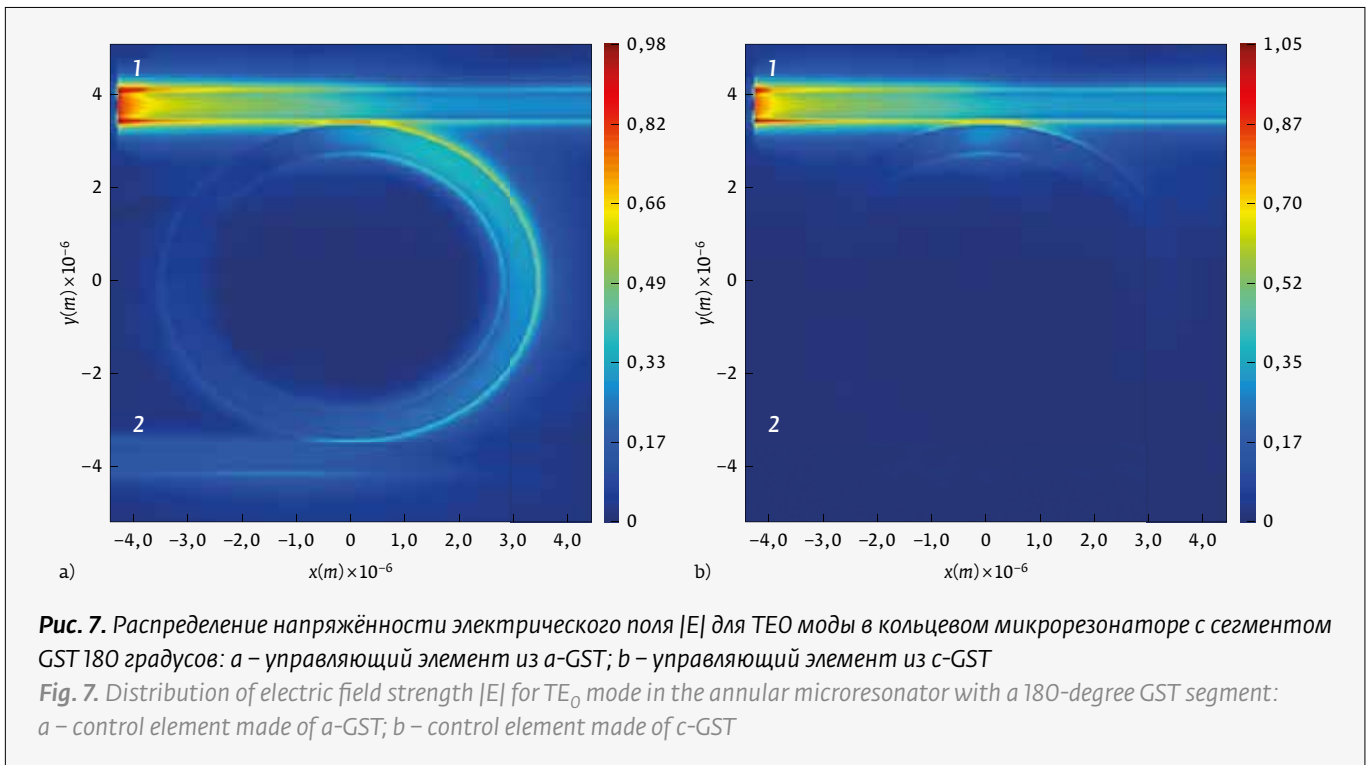 1
2
4
2
0
−2
−4
y(m)×10⁻⁶
−4,0 −3,0 −2,0 −1,0 0 1,0 2,0 3,0 4,0
x(m)×10⁻⁶
a)
0,98
0,82
0,66
0,49
0,33
0,17
0
1
2
4
2
0
−2
−4
y(m)×10⁻⁶
−4,0 −3,0 −2,0 −1,0 0 1,0 2,0 3,0 4,0
x(m)×10⁻⁶
b)
1,05
0,87
0,70
0,52
0,35
0,17
0
Рис. 7. Распределение напряжённости электрического поля |E| для TEO моды в кольцевом микрорезонаторе с сегментом
GST 180 градусов: a – управляющий элемент из a-GST; b – управляющий элемент из c-GST
Fig. 7. Distribution of electric field strength |E| for TE₀ mode in the annular microresonator with a 180-degree GST segment:
a – control element made of a-GST; b – control element made of c-GST